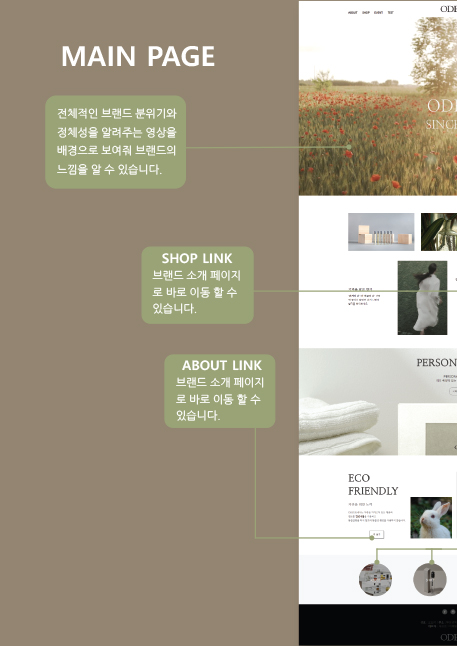 MAIN PAGE
전체적인 브랜드 분위기와
정체성을 알려주는 영상을
배경으로 보여줘 브랜드의
느낌을 알 수 있습니다.
SHOP LINK
브랜드 소개 페이지
로 바로 이동 할 수
있습니다.
ABOUT LINK
브랜드 소개 페이지
로 바로 이동 할 수
있습니다.
ABOUT SHOP EVENT TEST
ODE
ODE
SINC
PERSON
ECO
FRIENDLY
ODE